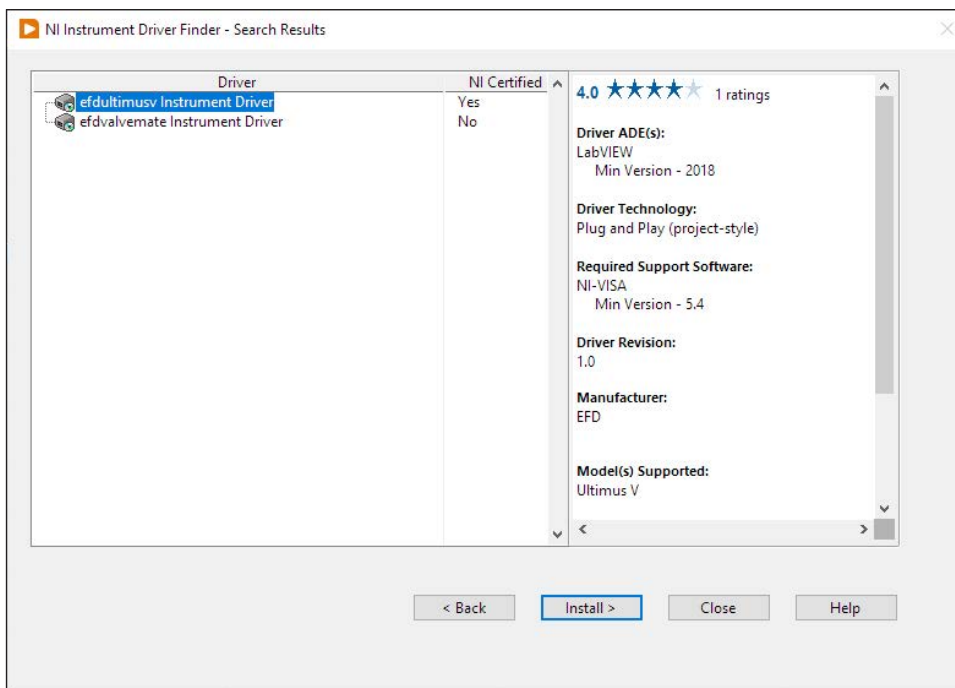 NI Instrument Driver Finder - Search Results
Driver NI Certified
efdultimusv Instrument Driver Yes
efdvalvemate Instrument Driver No
4.0 1 ratings
Driver ADE(s):
LabVIEW
Min Version - 2018
Driver Technology:
Plug and Play (project-style)
Required Support Software:
NI-VISA
Min Version - 5.4
Driver Revision:
1.0
Manufacturer:
EFD
Model(s) Supported:
Ultimus V
< Back Install > Close Help